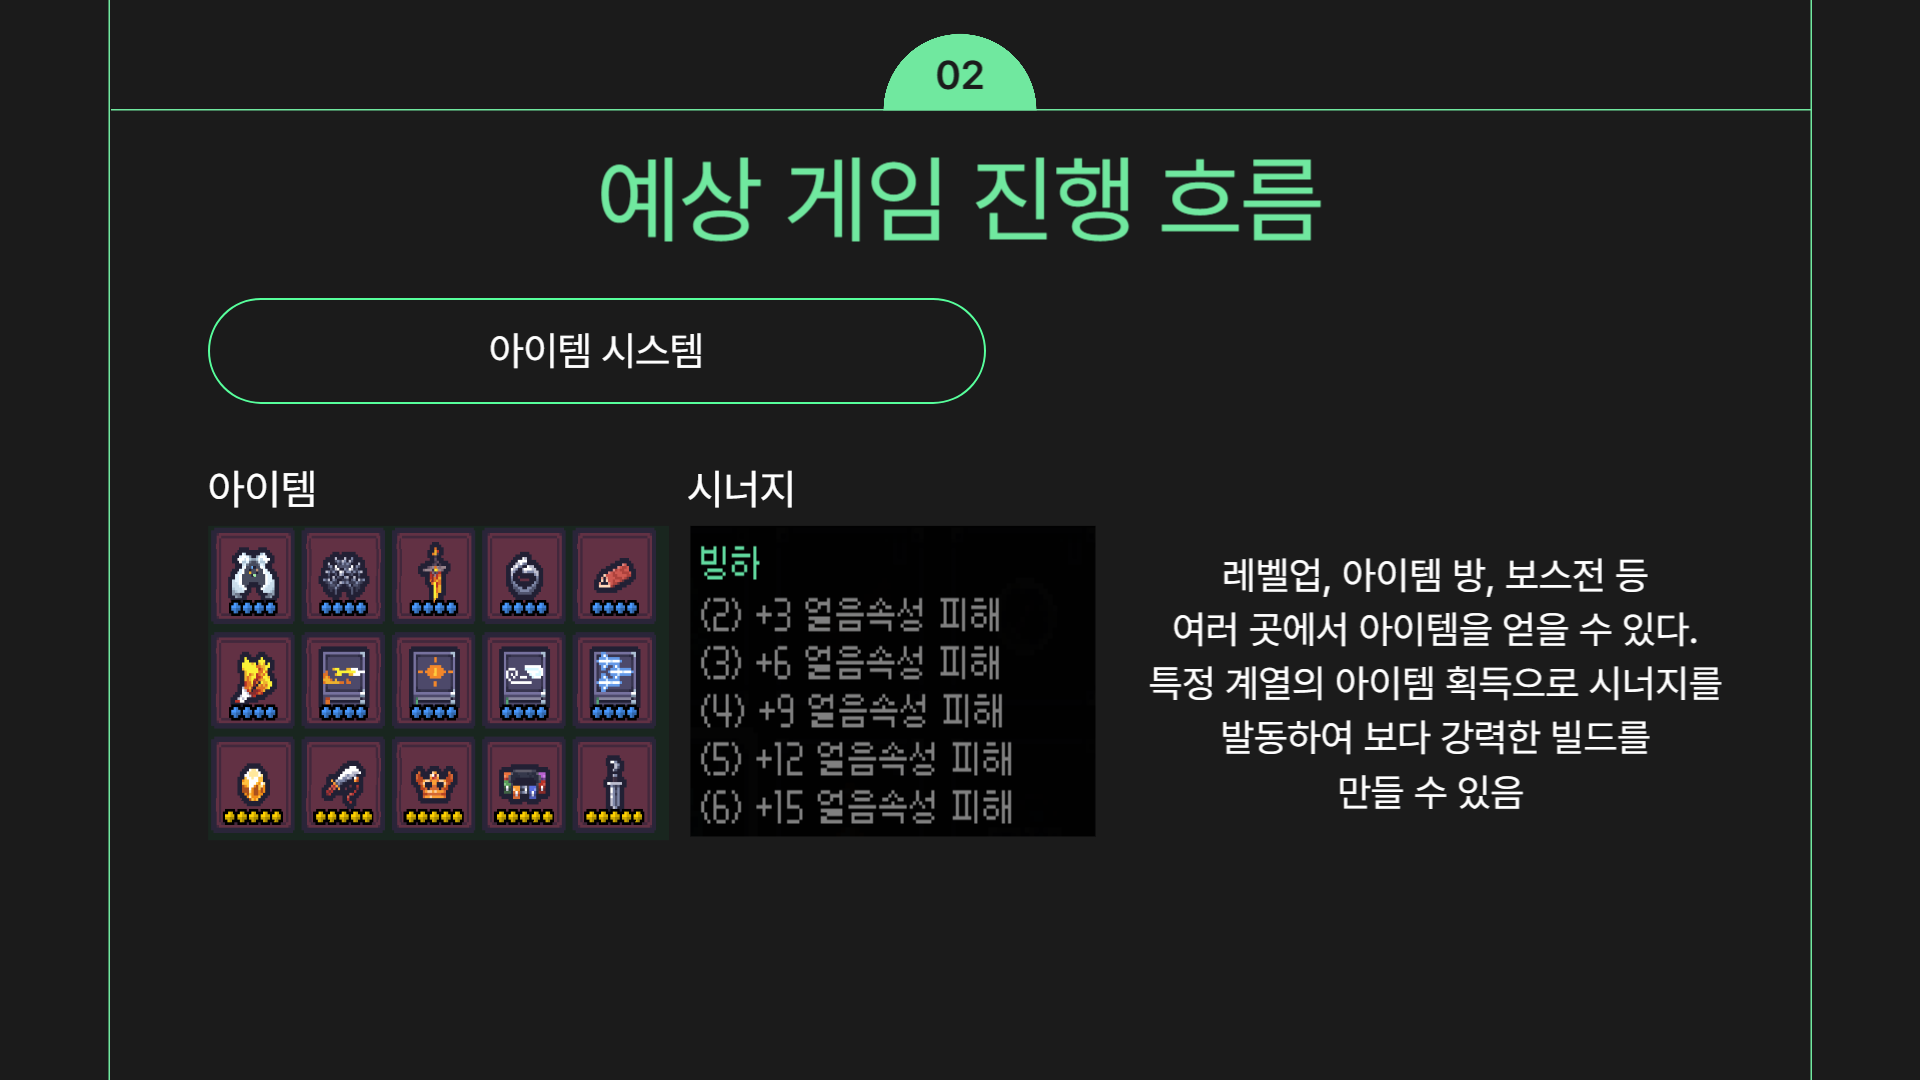 02
예상 게임 진행 흐름
아이템 시스템
아이템
시너지
빙하
(2) +3 얼음속성 피해
(3) +6 얼음속성 피해
(4) +9 얼음속성 피해
(5) +12 얼음속성 피해
(6) +15 얼음속성 피해
레벨업, 아이템 방, 보스전 등
여러 곳에서 아이템을 얻을 수 있다.
특정 계열의 아이템 획득으로 시너지를
발동하여 보다 강력한 빌드를
만들 수 있음